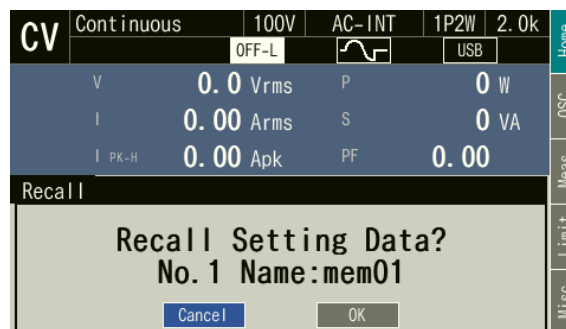 CV Continuous 100V AC-INT 1P2W 2.0k
OFF-L USB
V 0.0 Vrms P 0 W
I 0.00 Arms S 0 VA
I PK-H 0.00 Apk PF 0.00
Recall
Recall Setting Data?
No.1 Name:mem01
Cancel OK
Home
OSC
Meas
Limit
Misc